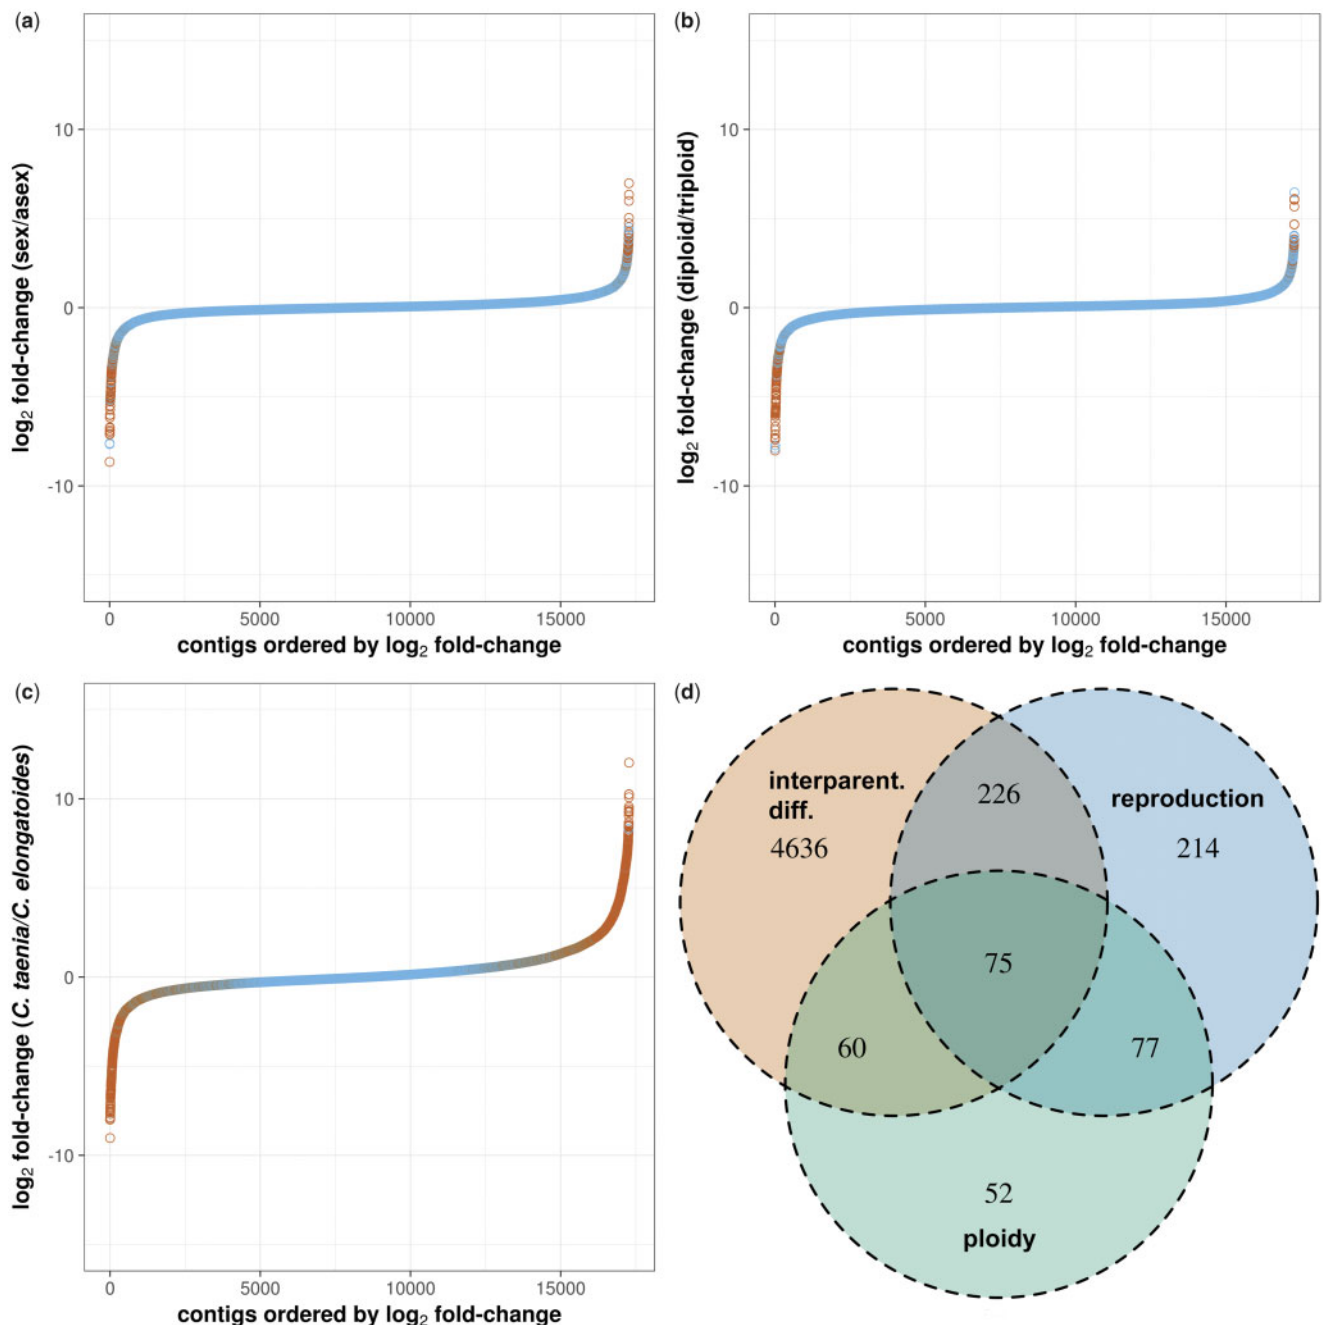 (a)
log2 fold-change (sex/asex)
10
0
-10
0 5000 10000 15000
contigs ordered by log2 fold-change
(b)
log2 fold-change (diploid/triploid)
10
0
-10
0 5000 10000 15000
contigs ordered by log2 fold-change
(c)
log2 fold-change (C. taenia/C. elongatoides)
10
0
-10
0 5000 10000 15000
contigs ordered by log2 fold-change
(d)
interparent.
diff.
4636
226
reproduction
214
75
60
77
52
ploidy